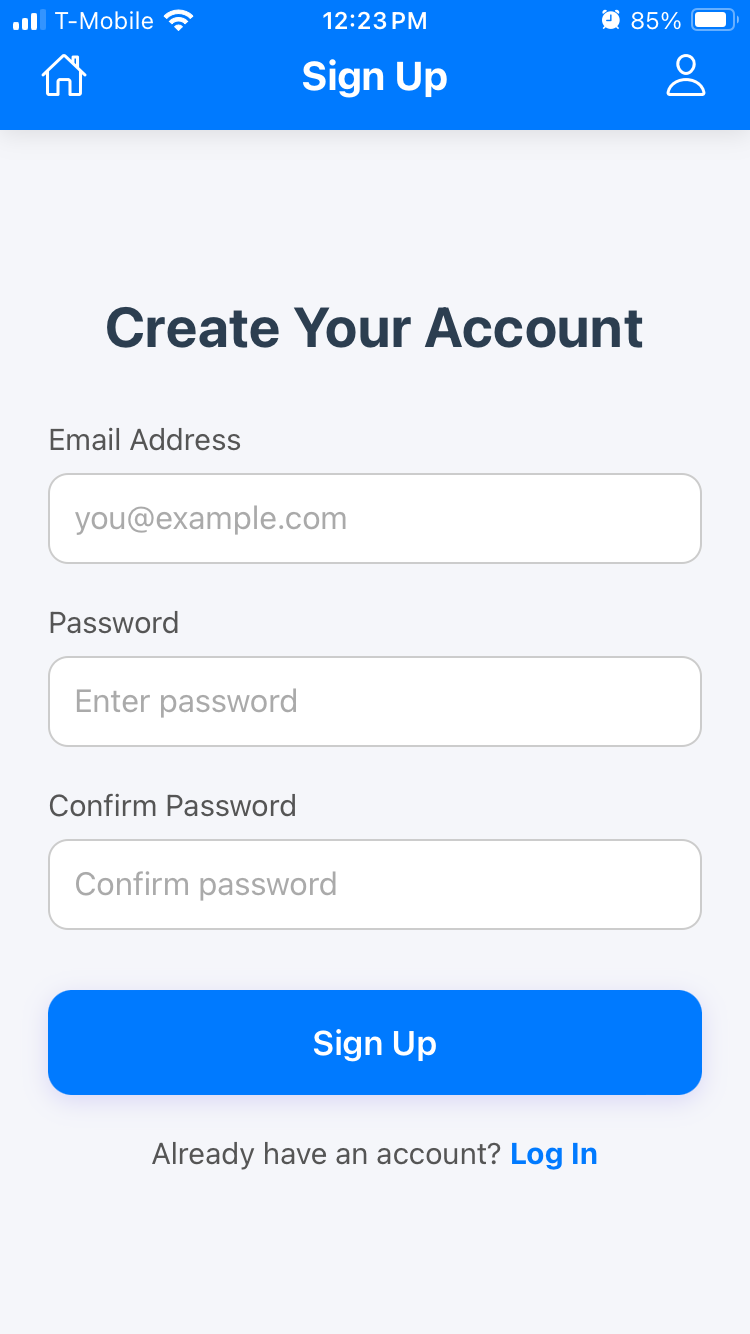 T-Mobile 12:23 PM 85%
Sign Up
Create Your Account
Email Address
you@example.com
Password
Enter password
Confirm Password
Confirm password
Sign Up
Already have an account? Log In